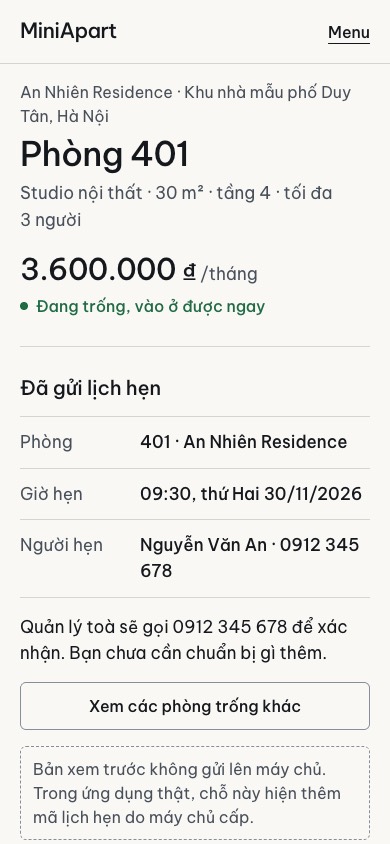 MiniApart
Menu
An Nhiên Residence · Khu nhà mẫu phố Duy
Tân, Hà Nội
Phòng 401
Studio nội thất · 30 m² · tầng 4 · tối đa
3 người
3.600.000 ₫ /tháng
Đang trống, vào ở được ngay
Đã gửi lịch hẹn
Phòng 401 · An Nhiên Residence
Giờ hẹn 09:30, thứ Hai 30/11/2026
Người hẹn Nguyễn Văn An · 0912 345
678
Quản lý toà sẽ gọi 0912 345 678 để xác
nhận. Bạn chưa cần chuẩn bị gì thêm.
Xem các phòng trống khác
Bản xem trước không gửi lên máy chủ.
Trong ứng dụng thật, chỗ này hiện thêm
mã lịch hẹn do máy chủ cấp.